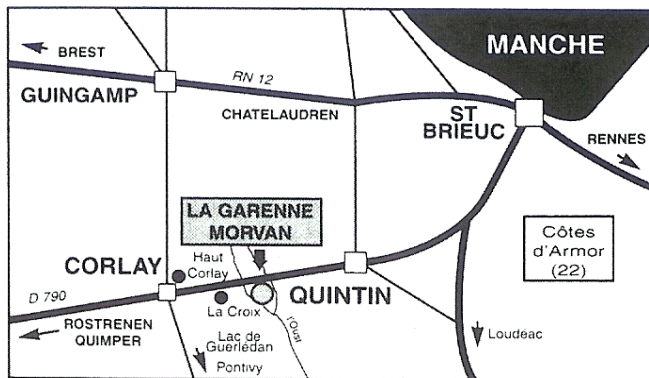 BREST
MANCHE
RN 12
GUINGAMP
CHATELAUDREN
ST
BRIEUC
RENNES
LA GARENNE
MORVAN
Côtes
d'Armor
(22)
Haut
Corlay
CORLAY
QUINTIN
D 790
La Croix
l'Oust
ROSTRENEN
QUIMPER
Lac de
Guerlédan
Pontivy
Loudéac